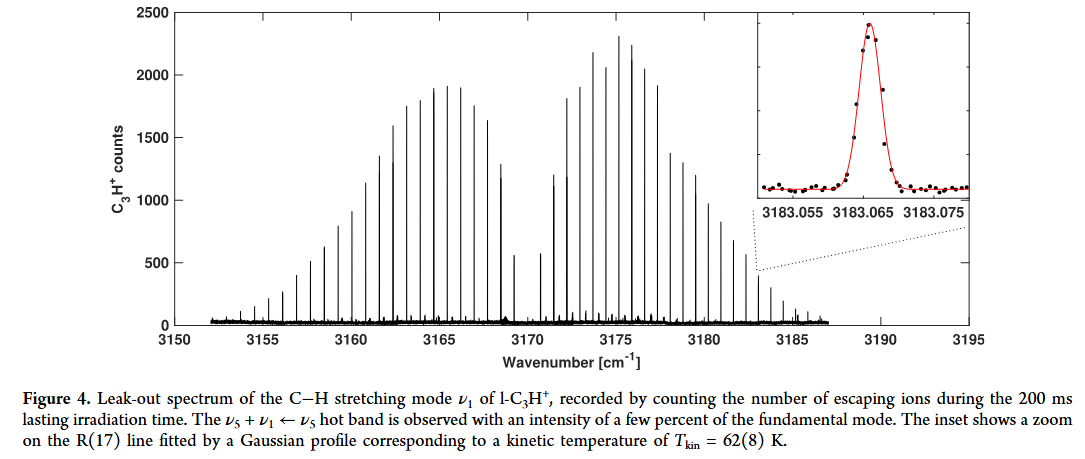 2500
2000
1500
1000
500
0
C3H+ counts
3183.055 3183.065 3183.075
3150 3155 3160 3165 3170 3175 3180 3185 3190 3195
Wavenumber [cm-1]
Figure 4. Leak-out spectrum of the C−H stretching mode ν1 of l-C3H+, recorded by counting the number of escaping ions during the 200 ms
lasting irradiation time. The ν5 + ν1 ← ν5 hot band is observed with an intensity of a few percent of the fundamental mode. The inset shows a zoom
on the R(17) line fitted by a Gaussian profile corresponding to a kinetic temperature of Tkin = 62(8) K.